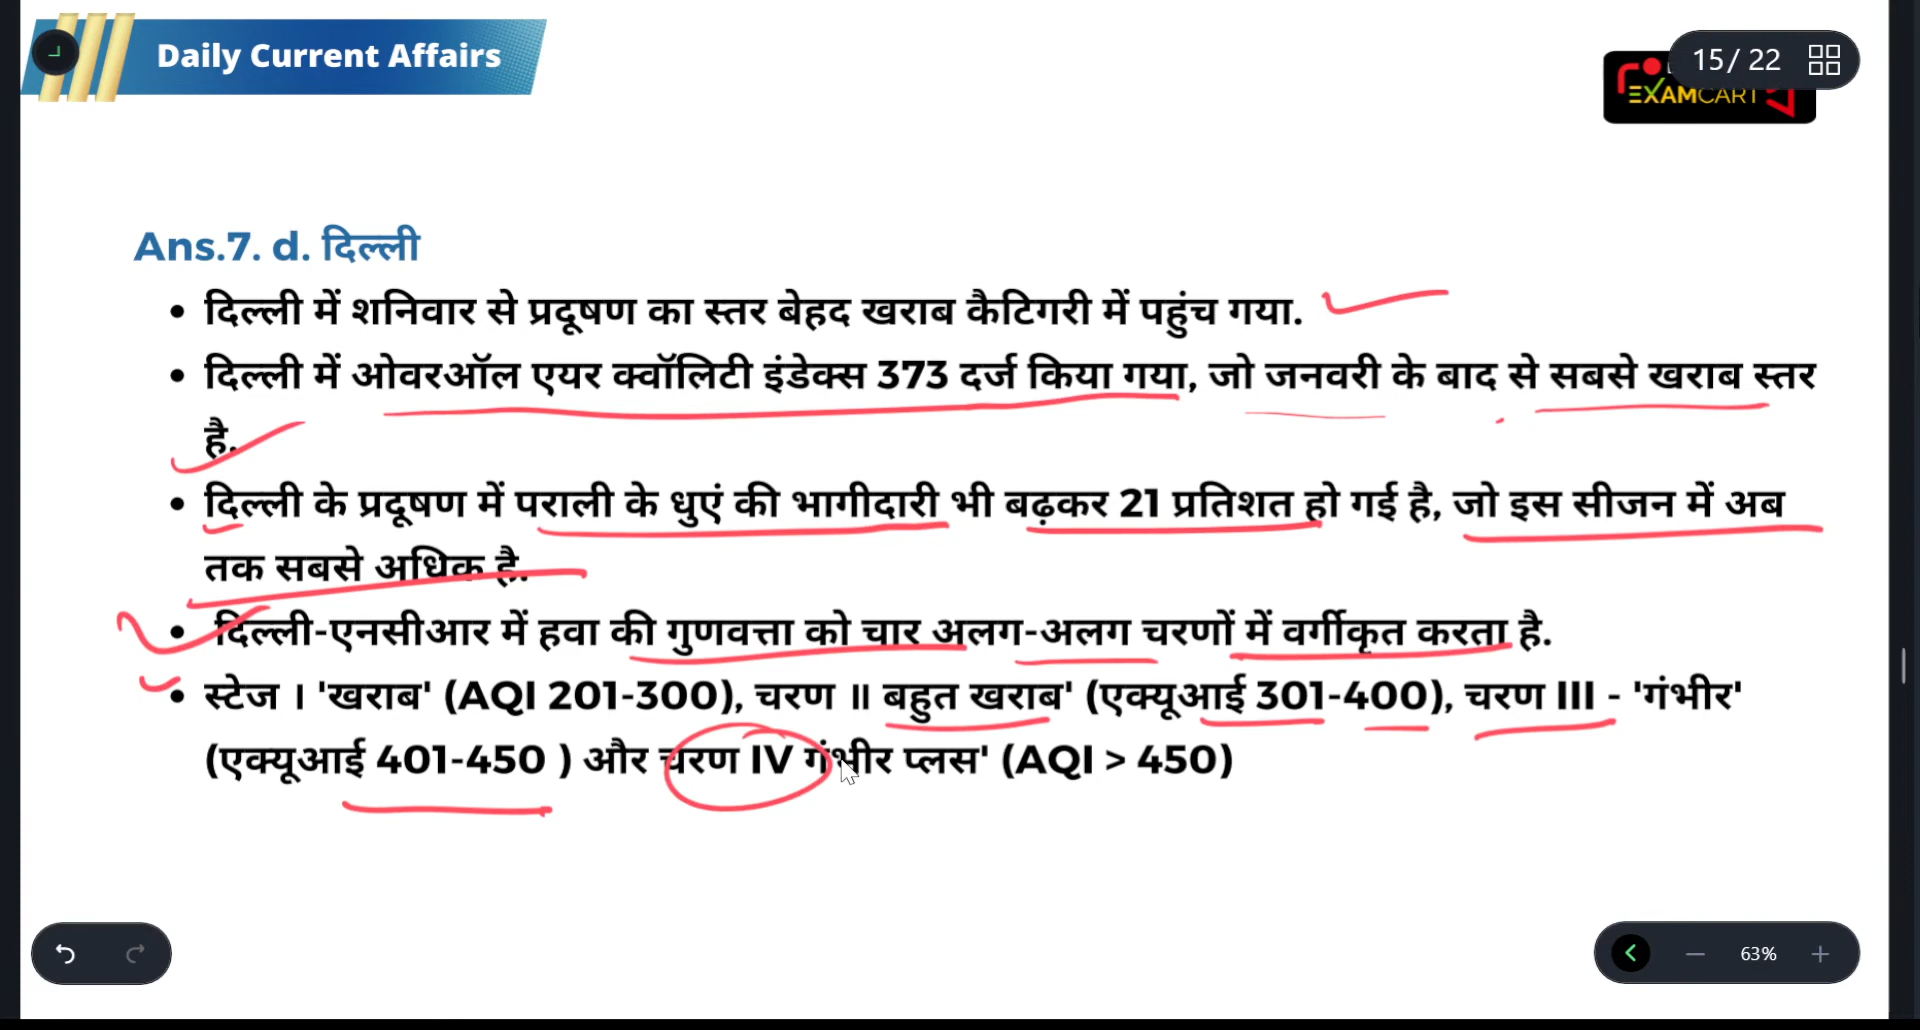 Daily Current Affairs
15/ 22
EXAMCART
Ans.7. d. दिल्ली
• दिल्ली में शनिवार से प्रदूषण का स्तर बेहद खराब कैटिगरी में पहुंच गया.
• दिल्ली में ओवरऑल एयर क्वॉलिटी इंडेक्स 373 दर्ज किया गया, जो जनवरी के बाद से सबसे खराब स्तर
है.
• दिल्ली के प्रदूषण में पराली के धुएं की भागीदारी भी बढ़कर 21 प्रतिशत हो गई है, जो इस सीजन में अब
तक सबसे अधिक है.
• दिल्ली-एनसीआर में हवा की गुणवत्ता को चार अलग-अलग चरणों में वर्गीकृत करता है.
• स्टेज । 'खराब' (AQI 201-300), चरण ॥ बहुत खराब' (एक्यूआई 301-400), चरण III - 'गंभीर'
(एक्यूआई 401-450 ) और चरण IV गंभीर प्लस' (AQI > 450)
63%